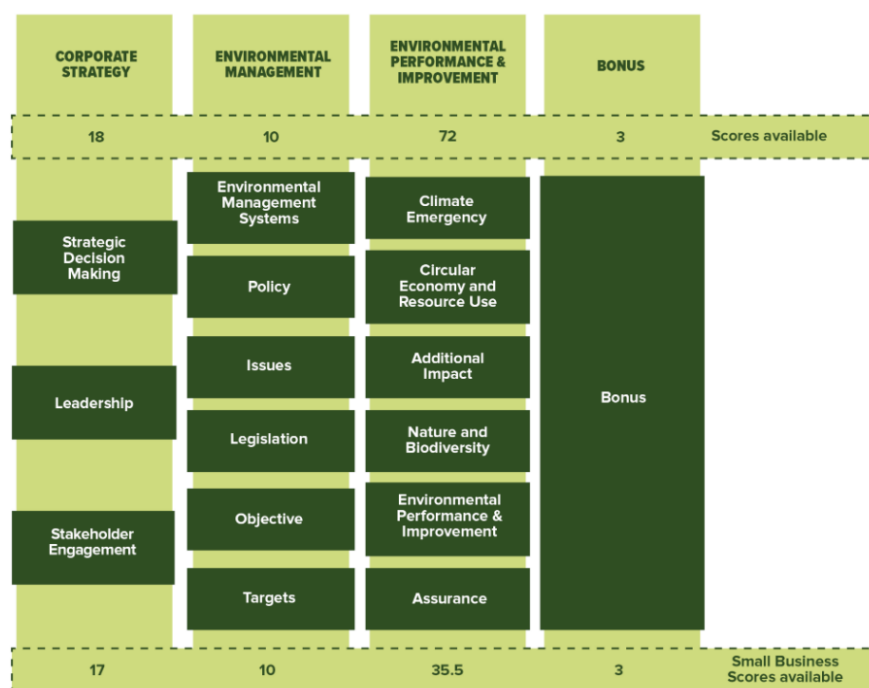 CORPORATE
STRATEGY
ENVIRONMENTAL
MANAGEMENT
ENVIRONMENTAL
PERFORMANCE &
IMPROVEMENT
BONUS
18
10
72
3
Scores available
Strategic
Decision
Making
Leadership
Stakeholder
Engagement
Environmental
Management
Systems
Policy
Issues
Legislation
Objective
Targets
Climate
Emergency
Circular
Economy and
Resource Use
Additional
Impact
Nature and
Biodiversity
Environmental
Performance &
Improvement
Assurance
Bonus
17
10
35.5
3
Small Business
Scores available